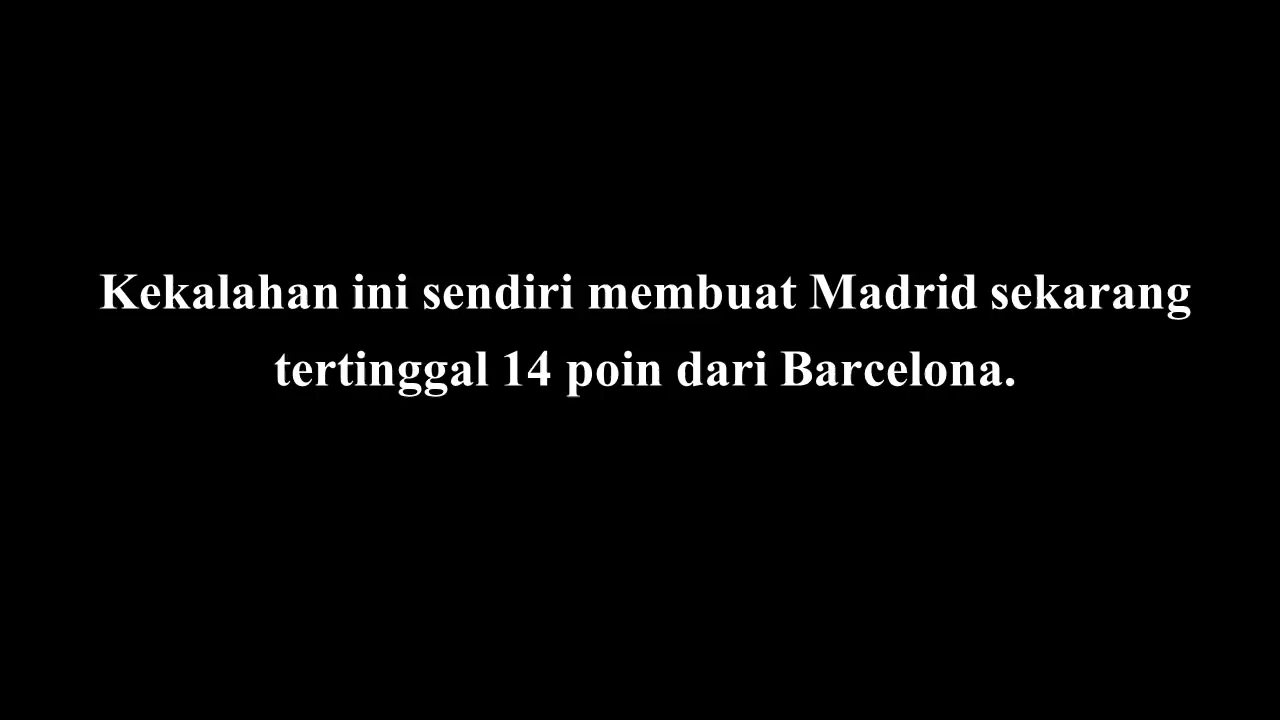 Kekalahan ini sendiri membuat Madrid sekarang
tertinggal 14 poin dari Barcelona.